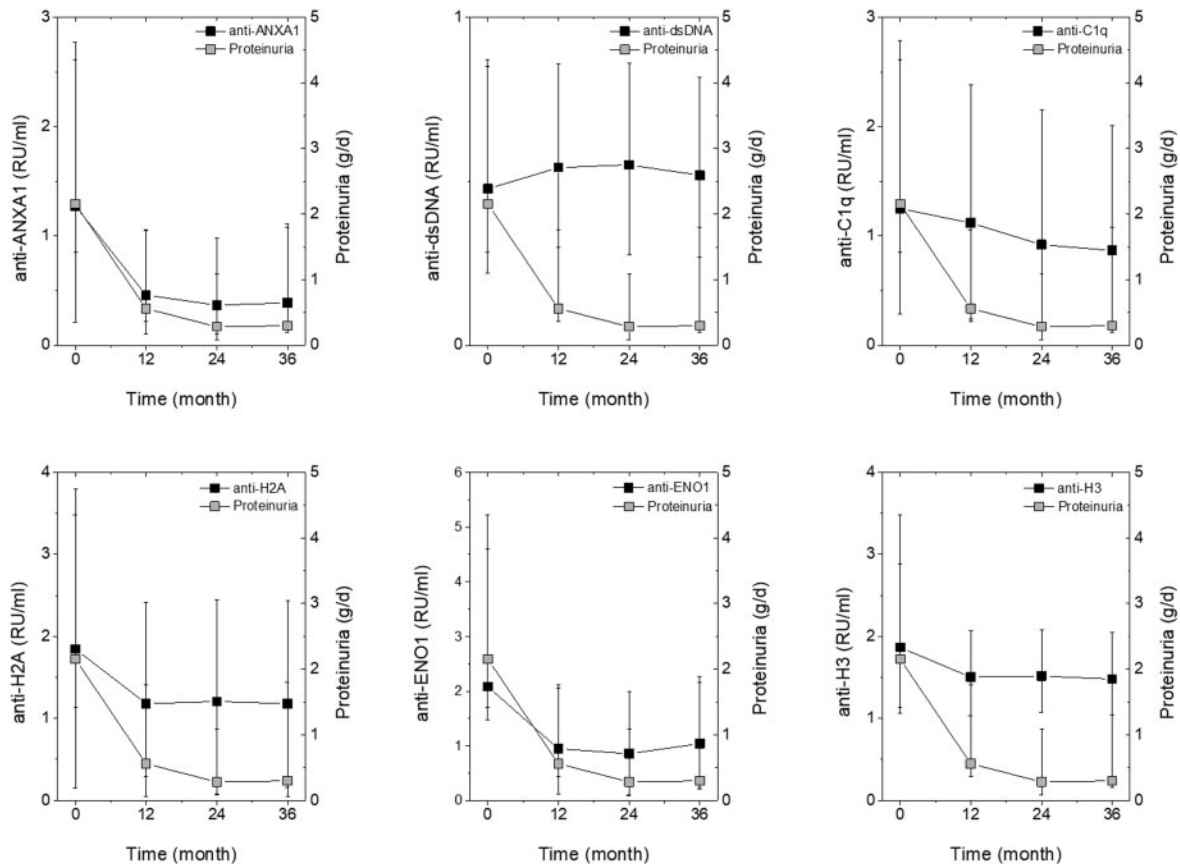 anti-ANXA1
Proteinuria
3
2
1
0
5
4
3
2
1
0
0
12
24
36
anti-ANXA1 (RU/ml)
Proteinuria (g/d)
Time (month)
anti-dsDNA
Proteinuria
1
0
5
4
3
2
1
0
0
12
24
36
anti-dsDNA (RU/ml)
Proteinuria (g/d)
Time (month)
anti-C1q
Proteinuria
3
2
1
0
5
4
3
2
1
0
0
12
24
36
anti-C1q (RU/ml)
Proteinuria (g/d)
Time (month)
anti-H2A
Proteinuria
4
3
2
1
0
5
4
3
2
1
0
0
12
24
36
anti-H2A (RU/ml)
Proteinuria (g/d)
Time (month)
anti-ENO1
Proteinuria
6
5
4
3
2
1
0
5
4
3
2
1
0
0
12
24
36
anti-ENO1 (RU/ml)
Proteinuria (g/d)
Time (month)
anti-H3
Proteinuria
4
3
2
1
0
5
4
3
2
1
0
0
12
24
36
anti-H3 (RU/ml)
Proteinuria (g/d)
Time (month)